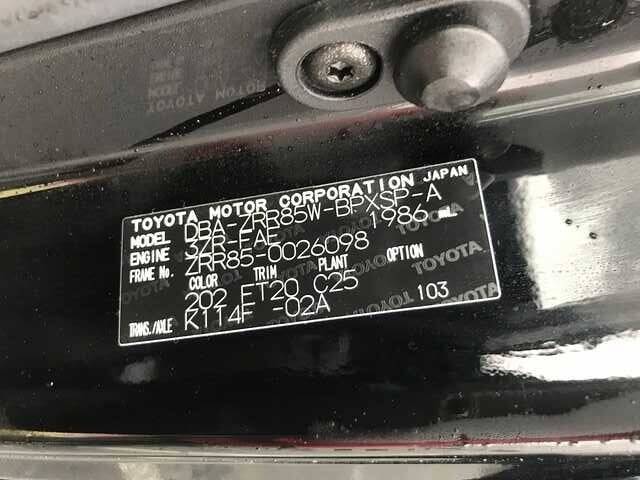 TOYOTA MOTOR CORPORATION JAPAN
MODEL DBA-ZRR85W-BPXSP-A
ENGINE 3ZR-FAE 1986 mL
FRAME No. ZRR85-0026098
COLOR TRIM PLANT OPTION
202 FT20 C25
TRANS./AXLE K114F -02A 103